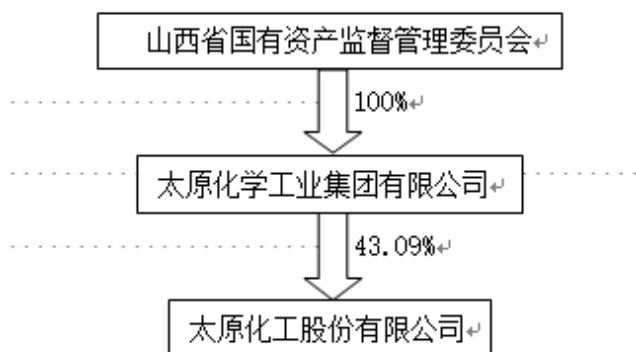 山西省国有资产监督管理委员会
100%
太原化学工业集团有限公司
43.09%
太原化工股份有限公司